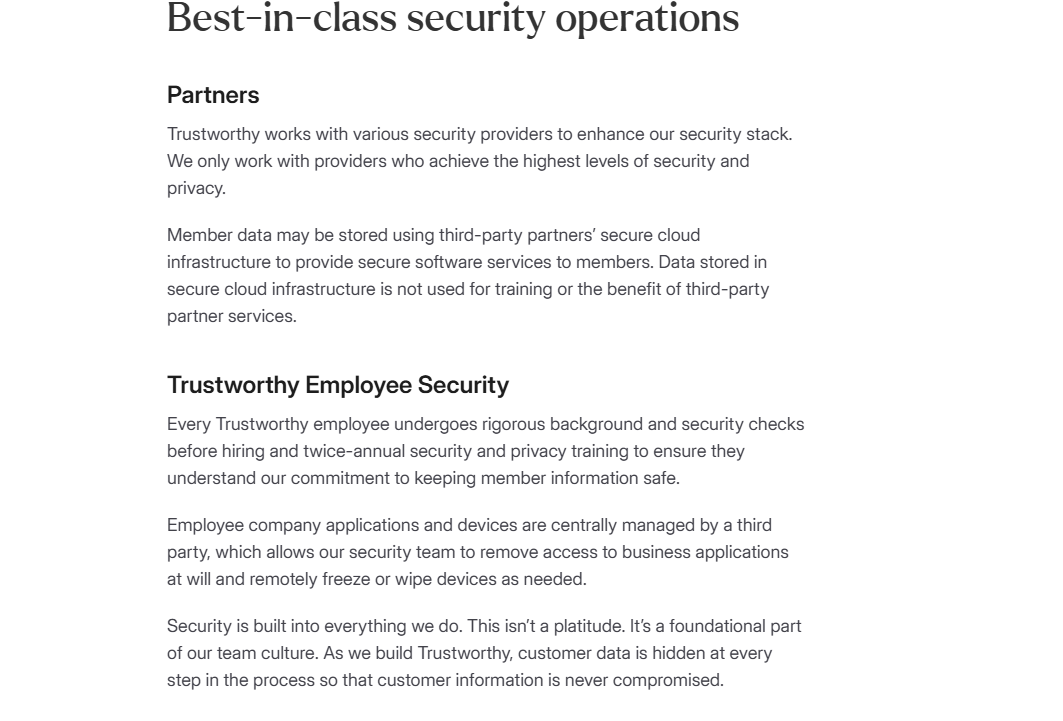 Best-in-class security operations
Partners
Trustworthy works with various security providers to enhance our security stack.
We only work with providers who achieve the highest levels of security and
privacy.
Member data may be stored using third-party partners’ secure cloud
infrastructure to provide secure software services to members. Data stored in
secure cloud infrastructure is not used for training or the benefit of third-party
partner services.
Trustworthy Employee Security
Every Trustworthy employee undergoes rigorous background and security checks
before hiring and twice-annual security and privacy training to ensure they
understand our commitment to keeping member information safe.
Employee company applications and devices are centrally managed by a third
party, which allows our security team to remove access to business applications
at will and remotely freeze or wipe devices as needed.
Security is built into everything we do. This isn’t a platitude. It’s a foundational part
of our team culture. As we build Trustworthy, customer data is hidden at every
step in the process so that customer information is never compromised.